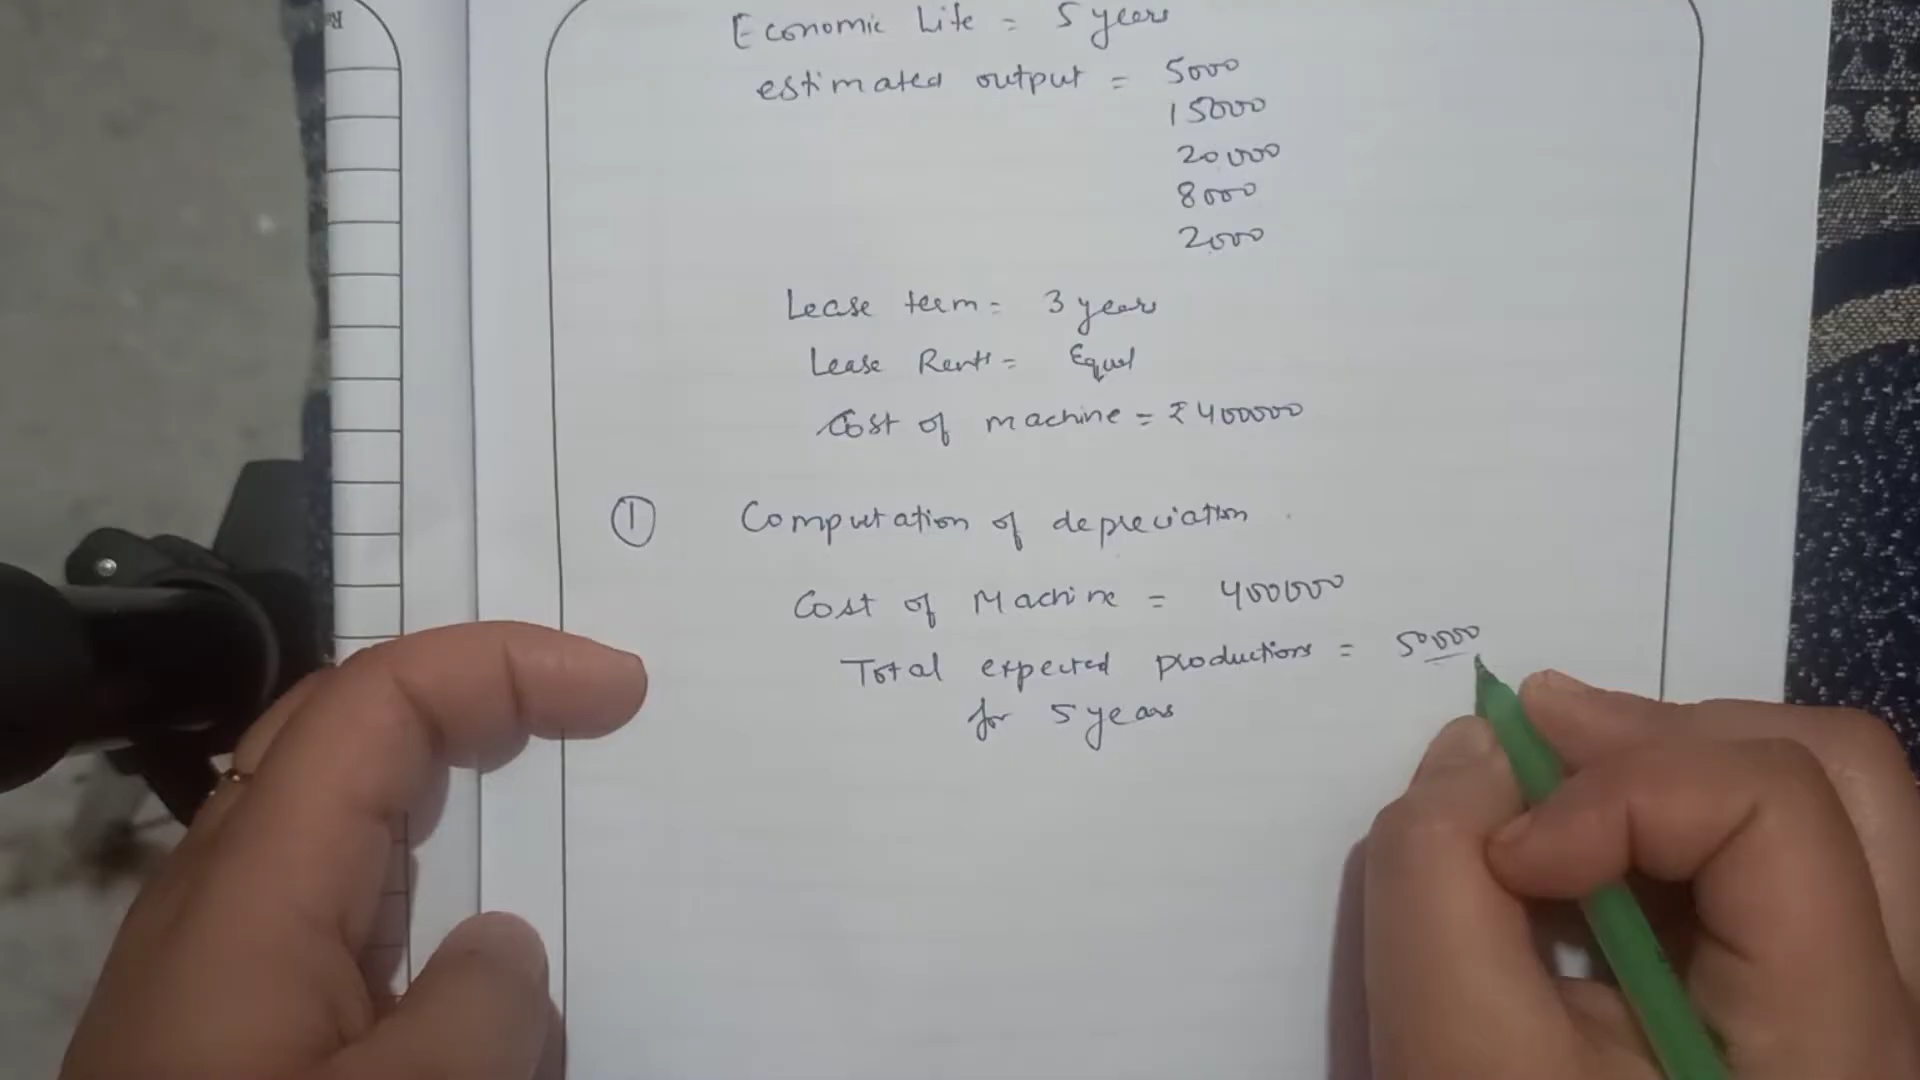 Economic Life = 5 years
estimated output = 5000
15000
20000
8000
2000
Lease term = 3 years
Lease Rents = Equal
Cost of machine = ₹400000
① Computation of depreciation
Cost of Machine = 400000
Total expected productions = 50000
for 5 years